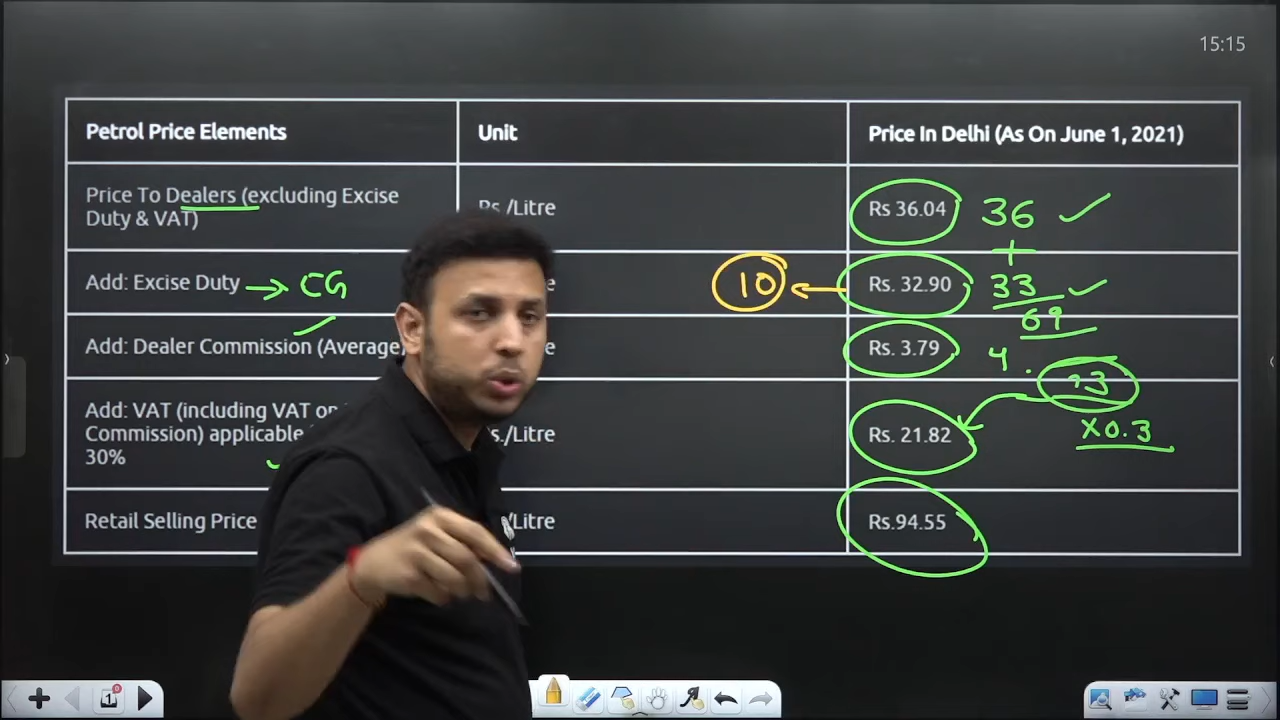 15:15
Petrol Price Elements
Unit
Price In Delhi (As On June 1, 2021)
Price To Dealers (excluding Excise
Duty & VAT)
Rs./Litre
Rs 36.04
36
+
Add: Excise Duty → CG
10
Rs. 32.90
33
69
Add: Dealer Commission (Average)
Rs. 3.79
4
Add: VAT (including VAT on
Commission) applicable
30%
Rs./Litre
Rs. 21.82
×0.3
Retail Selling Price
/Litre
Rs.94.55
1